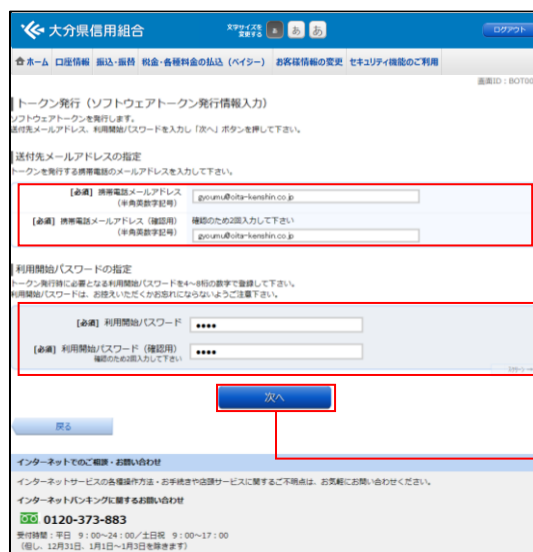 大分県信用組合
文字サイズを
変更する
あ
あ
あ
ログアウト
ホーム 口座情報 振込・振替 税金・各種料金の払込（ペイジー） お客様情報の変更 セキュリティ機能のご利用
画面ID：BOT00
トークン発行（ソフトウェアトークン発行情報入力）
ソフトウェアトークンを発行します。
送付先メールアドレス、利用開始パスワードを入力し「次へ」ボタンを押して下さい。
送付先メールアドレスの指定
トークンを発行する携帯電話のメールアドレスを入力して下さい。
【必須】携帯電話メールアドレス
（半角英数字記号）
gyoumu@oita-kenshin.co.jp
【必須】携帯電話メールアドレス（確認用）
（半角英数字記号）
確認のため2回入力して下さい
gyoumu@oita-kenshin.co.jp
利用開始パスワードの指定
トークン発行時に必要となる利用開始パスワードを4～8桁の数字で登録して下さい。
利用開始パスワードは、お控えいただくかお忘れにならないようご注意下さい。
【必須】利用開始パスワード
●●●●
【必須】利用開始パスワード（確認用）
確認のため2回入力して下さい
●●●●
次へ
戻る
インターネットでのご相談・お問い合わせ
インターネットサービスの各種操作方法・お手続きや店頭サービスに関するご不明点は、お気軽にお問い合わせください。
インターネットバンキングに関するお問い合わせ
0120-373-883
受付時間：平日 9：00～24：00／土日祝 9：00～17：00
（但し、12月31日、1月1日～1月3日を除きます）